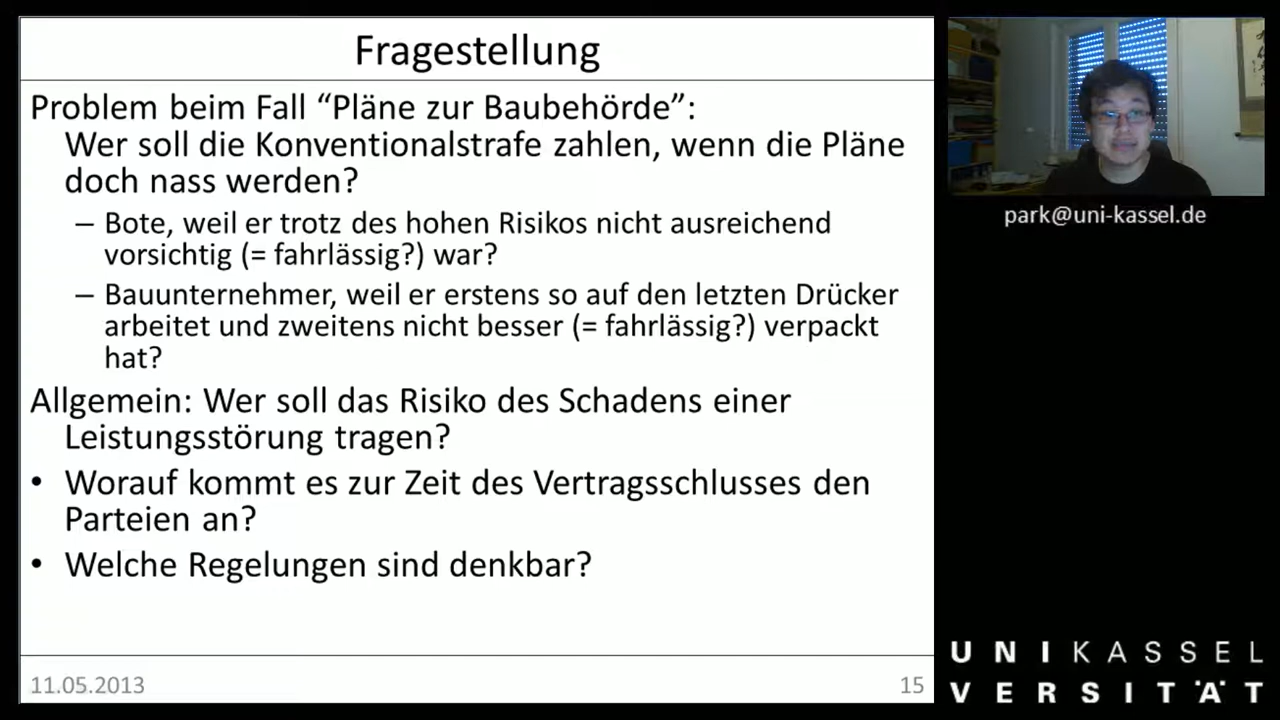 Fragestellung
Problem beim Fall “Pläne zur Baubehörde”:
Wer soll die Konventionalstrafe zahlen, wenn die Pläne
doch nass werden?
– Bote, weil er trotz des hohen Risikos nicht ausreichend
vorsichtig (= fahrlässig?) war?
– Bauunternehmer, weil er erstens so auf den letzten Drücker
arbeitet und zweitens nicht besser (= fahrlässig?) verpackt
hat?
Allgemein: Wer soll das Risiko des Schadens einer
Leistungsstörung tragen?
• Worauf kommt es zur Zeit des Vertragsschlusses den
Parteien an?
• Welche Regelungen sind denkbar?
11.05.2013
15
park@uni-kassel.de
UNIKASSEL
VERSITÄT